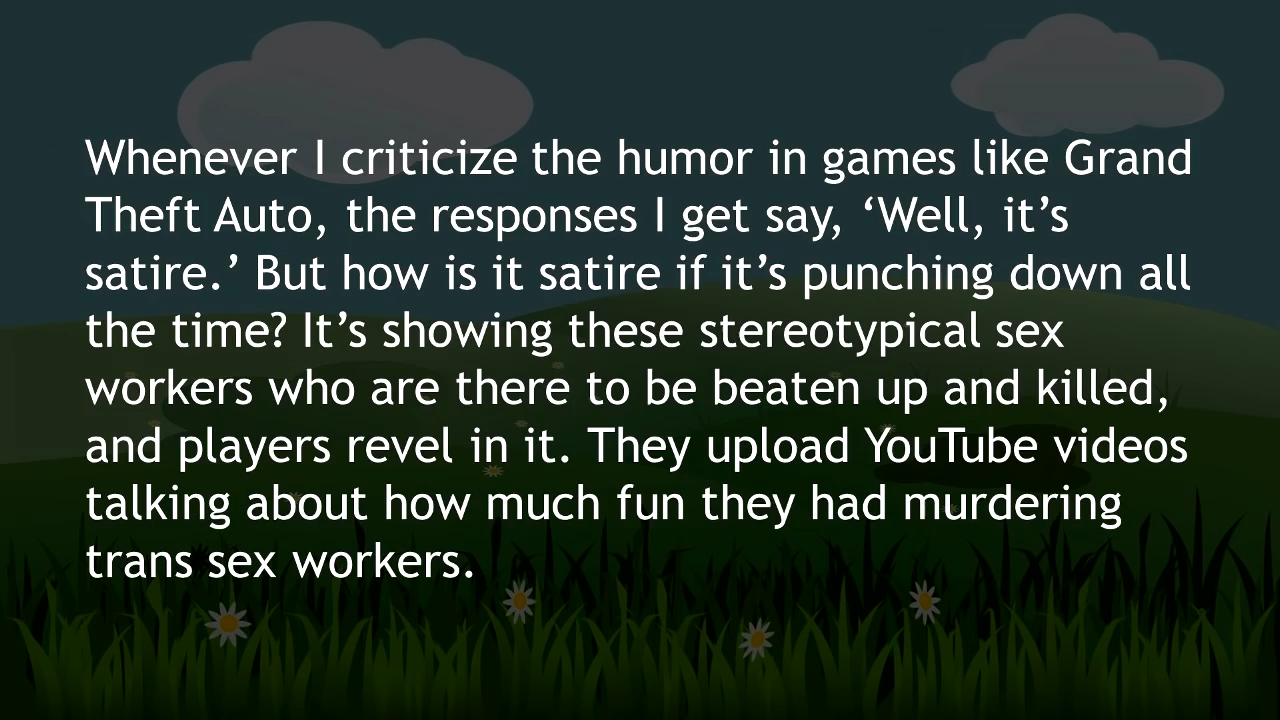 Whenever I criticize the humor in games like Grand
Theft Auto, the responses I get say, ‘Well, it’s
satire.’ But how is it satire if it’s punching down all
the time? It’s showing these stereotypical sex
workers who are there to be beaten up and killed,
and players revel in it. They upload YouTube videos
talking about how much fun they had murdering
trans sex workers.